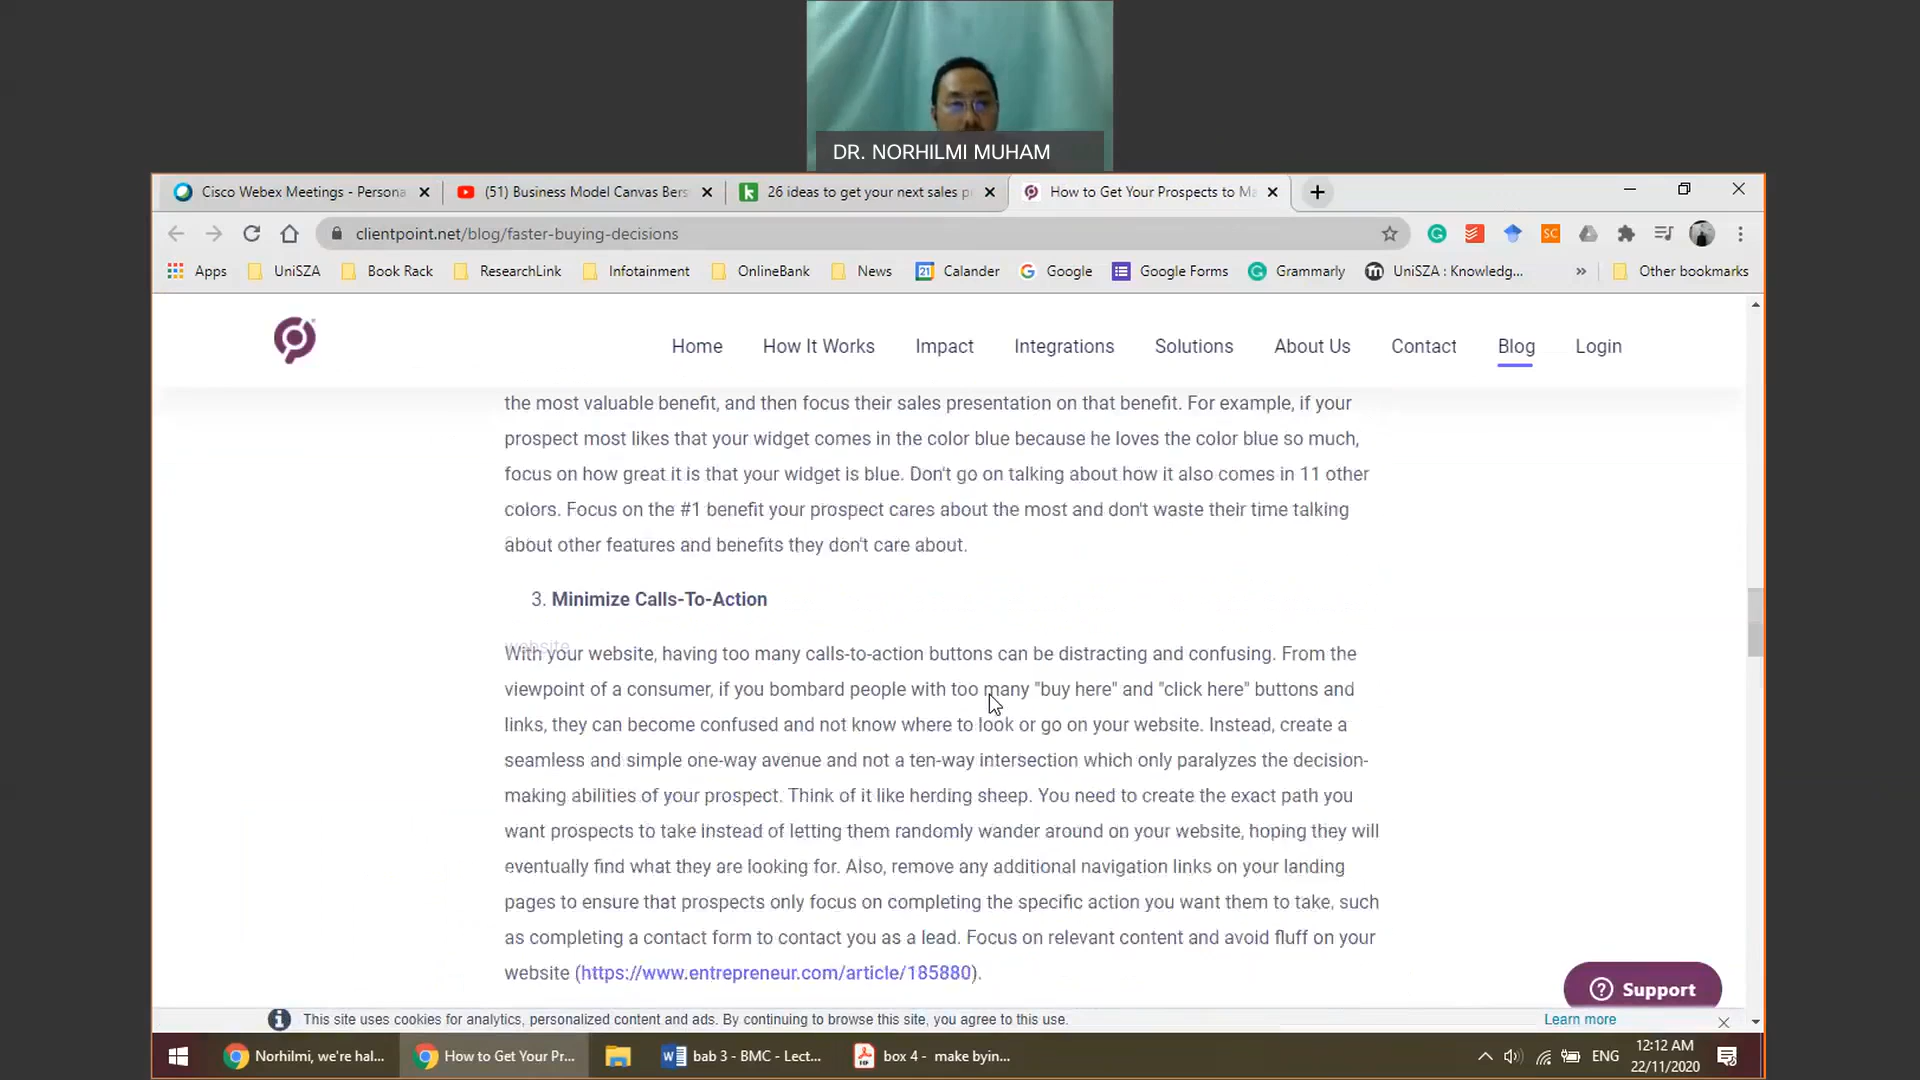 DR. NORHILMI MUHAM
Cisco Webex Meetings - Persona
(51) Business Model Canvas Bers
26 ideas to get your next sales p
How to Get Your Prospects to Ma
clientpoint.net/blog/faster-buying-decisions
SC
Apps
UniSZA
Book Rack
ResearchLink
Infotainment
OnlineBank
News
21
Calander
Google
Google Forms
Grammarly
UniSZA : Knowledg...
Other bookmarks
Home
How It Works
Impact
Integrations
Solutions
About Us
Contact
Blog
Login
the most valuable benefit, and then focus their sales presentation on that benefit. For example, if your
prospect most likes that your widget comes in the color blue because he loves the color blue so much,
focus on how great it is that your widget is blue. Don't go on talking about how it also comes in 11 other
colors. Focus on the #1 benefit your prospect cares about the most and don't waste their time talking
about other features and benefits they don't care about.
3. Minimize Calls-To-Action
website
With your website, having too many calls-to-action buttons can be distracting and confusing. From the
viewpoint of a consumer, if you bombard people with too many "buy here" and "click here" buttons and
links, they can become confused and not know where to look or go on your website. Instead, create a
seamless and simple one-way avenue and not a ten-way intersection which only paralyzes the decision-
making abilities of your prospect. Think of it like herding sheep. You need to create the exact path you
want prospects to take instead of letting them randomly wander around on your website, hoping they will
eventually find what they are looking for. Also, remove any additional navigation links on your landing
pages to ensure that prospects only focus on completing the specific action you want them to take, such
as completing a contact form to contact you as a lead. Focus on relevant content and avoid fluff on your
website (https://www.entrepreneur.com/article/185880).
Support
This site uses cookies for analytics, personalized content and ads. By continuing to browse this site, you agree to this use.
Learn more
Norhilmi, we're hal...
How to Get Your Pr...
bab 3 - BMC - Lect...
box 4 - make byin...
ENG
12:12 AM
22/11/2020